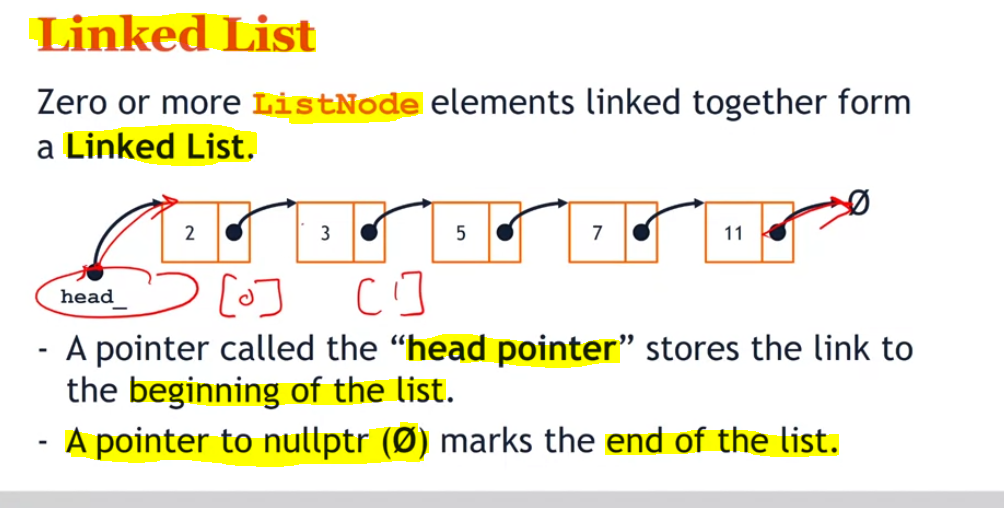 Linked List
Zero or more ListNode elements linked together form
a Linked List.
Ø
2 3 5 7 11
head_ [0] [1]
- A pointer called the “head pointer” stores the link to
the beginning of the list.
- A pointer to nullptr (Ø) marks the end of the list.